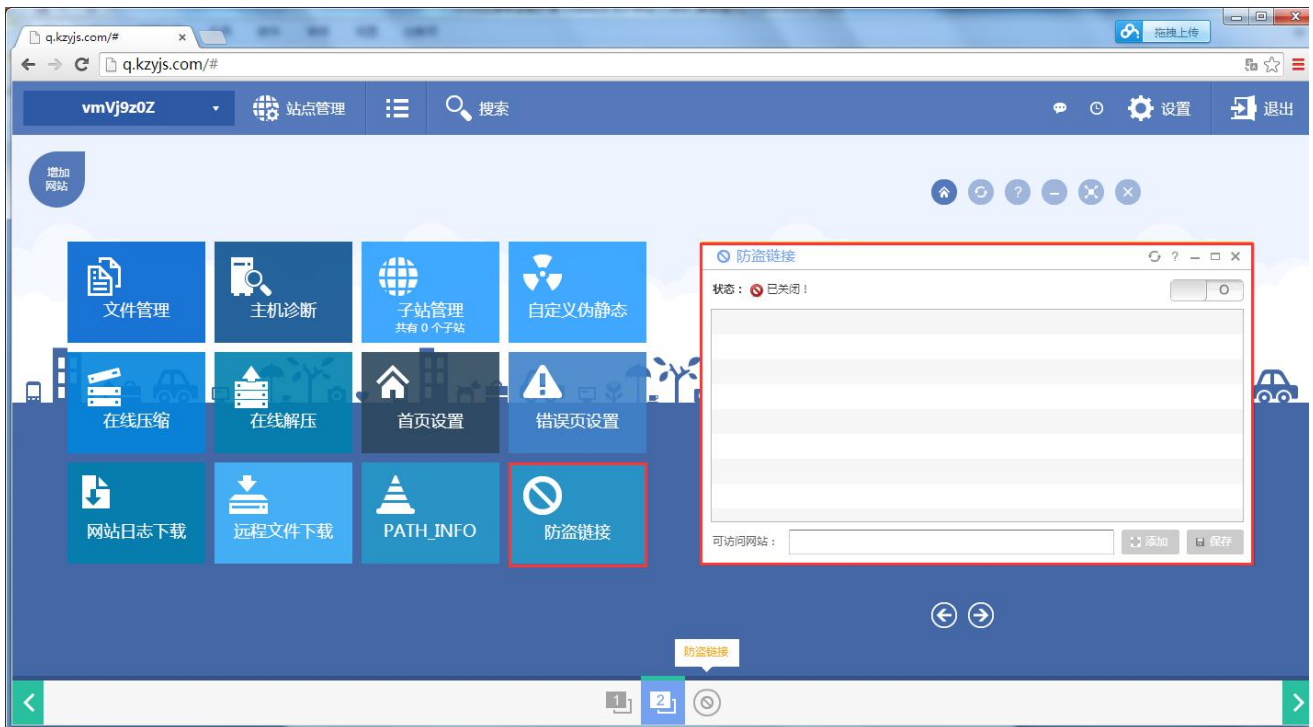 q.kzyjs.com/#
拖拽上传
q.kzyjs.com/#
vmVj9z0Z
站点管理
搜索
设置
退出
增加
网站
文件管理
主机诊断
子站管理
共有 0 个子站
自定义伪静态
防盗链接
状态： 已关闭！
在线压缩
在线解压
首页设置
错误页设置
网站日志下载
远程文件下载
PATH_INFO
防盗链接
可访问网站：
添加
保存
防盗链接
1
2